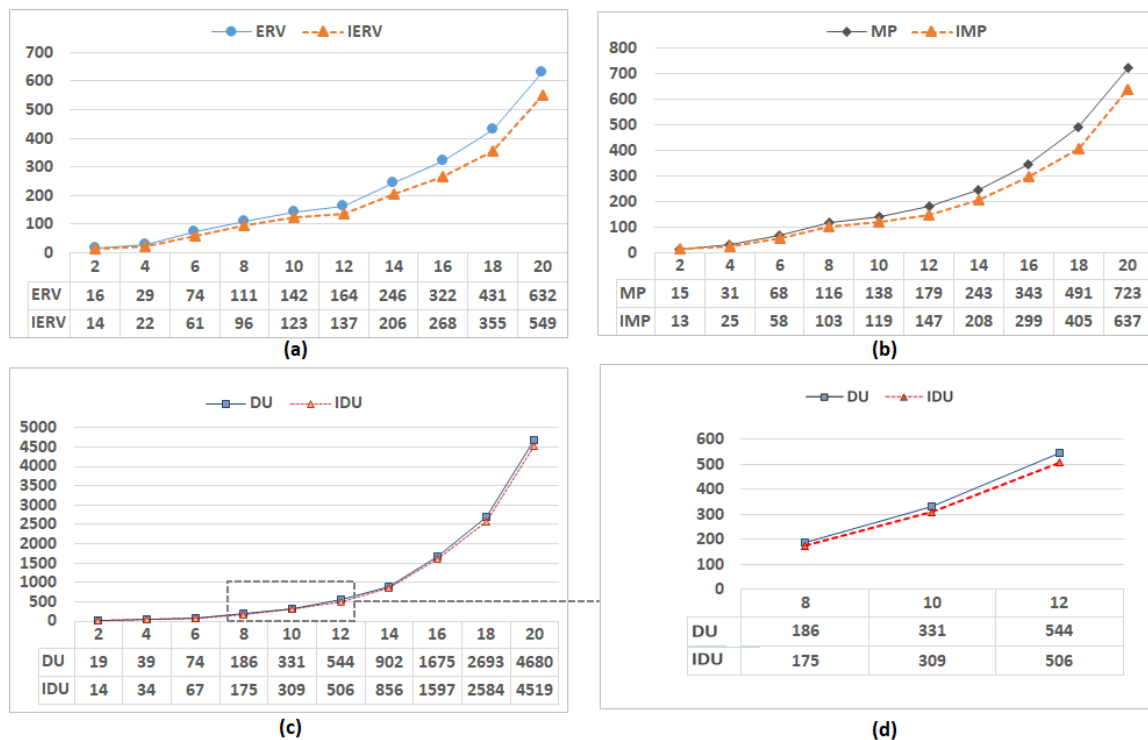 ERV IERV
700
600
500
400
300
200
100
0
2 4 6 8 10 12 14 16 18 20
ERV 16 29 74 111 142 164 246 322 431 632
IERV 14 22 61 96 123 137 206 268 355 549
(a)
MP IMP
800
700
600
500
400
300
200
100
0
2 4 6 8 10 12 14 16 18 20
MP 15 31 68 116 138 179 243 343 491 723
IMP 13 25 58 103 119 147 208 299 405 637
(b)
DU IDU
5000
4500
4000
3500
3000
2500
2000
1500
1000
500
0
2 4 6 8 10 12 14 16 18 20
DU 19 39 74 186 331 544 902 1675 2693 4680
IDU 14 34 67 175 309 506 856 1597 2584 4519
(c)
DU IDU
600
500
400
300
200
100
0
8 10 12
DU 186 331 544
IDU 175 309 506
(d)